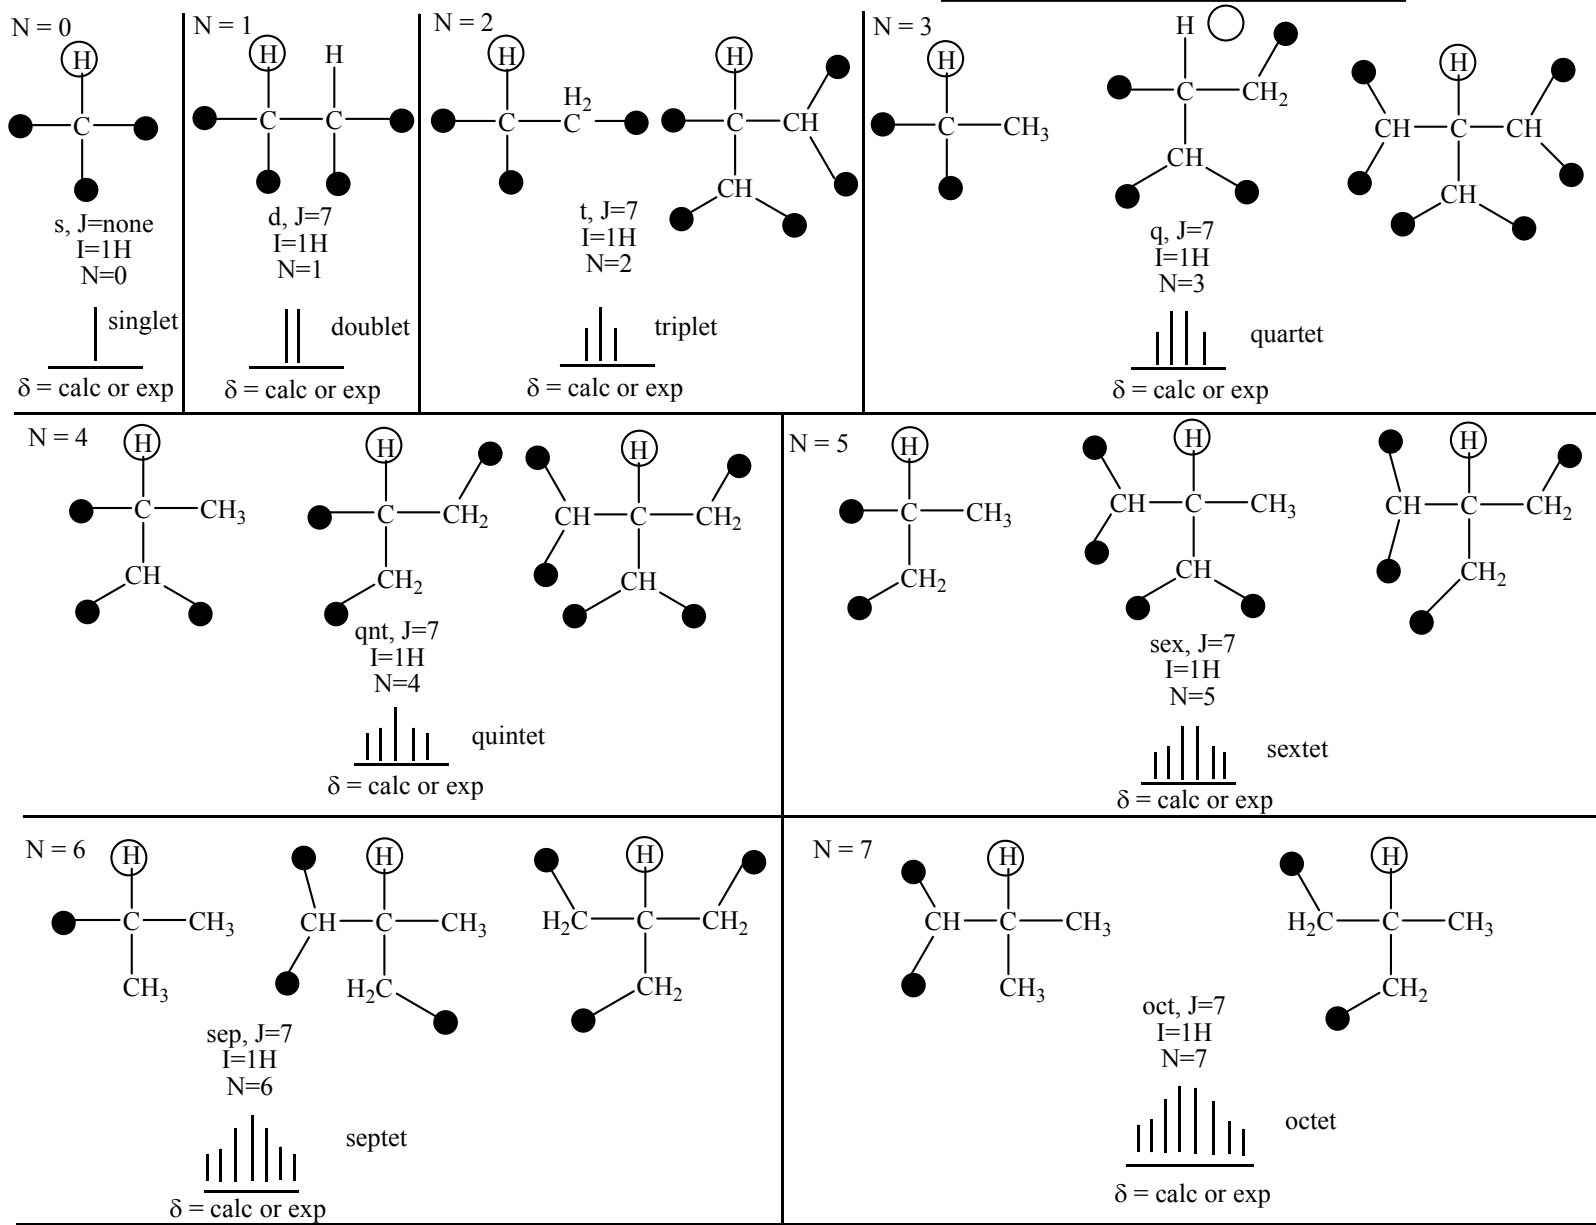 N = 0
H
C
s, J=none
I=1H
N=0
singlet
δ = calc or exp
N = 1
H H
C C
d, J=7
I=1H
N=1
doublet
δ = calc or exp
N = 2
H
H2
C C
H
C CH
CH
t, J=7
I=1H
N=2
triplet
δ = calc or exp
N = 3
H
C CH3
H
C CH2
CH
H
CH C CH
CH
q, J=7
I=1H
N=3
quartet
δ = calc or exp
N = 4
H
C CH3
CH
H
C CH2
CH2
H
CH C CH2
CH
qnt, J=7
I=1H
N=4
quintet
δ = calc or exp
N = 5
H
C CH3
CH2
H
CH C CH3
CH
H
CH C CH2
CH2
sex, J=7
I=1H
N=5
sextet
δ = calc or exp
N = 6
H
C CH3
CH3
H
CH C CH3
H2C
H
H2C C CH2
CH2
sep, J=7
I=1H
N=6
septet
δ = calc or exp
N = 7
H
CH C CH3
CH3
H
H2C C CH3
CH2
oct, J=7
I=1H
N=7
octet
δ = calc or exp